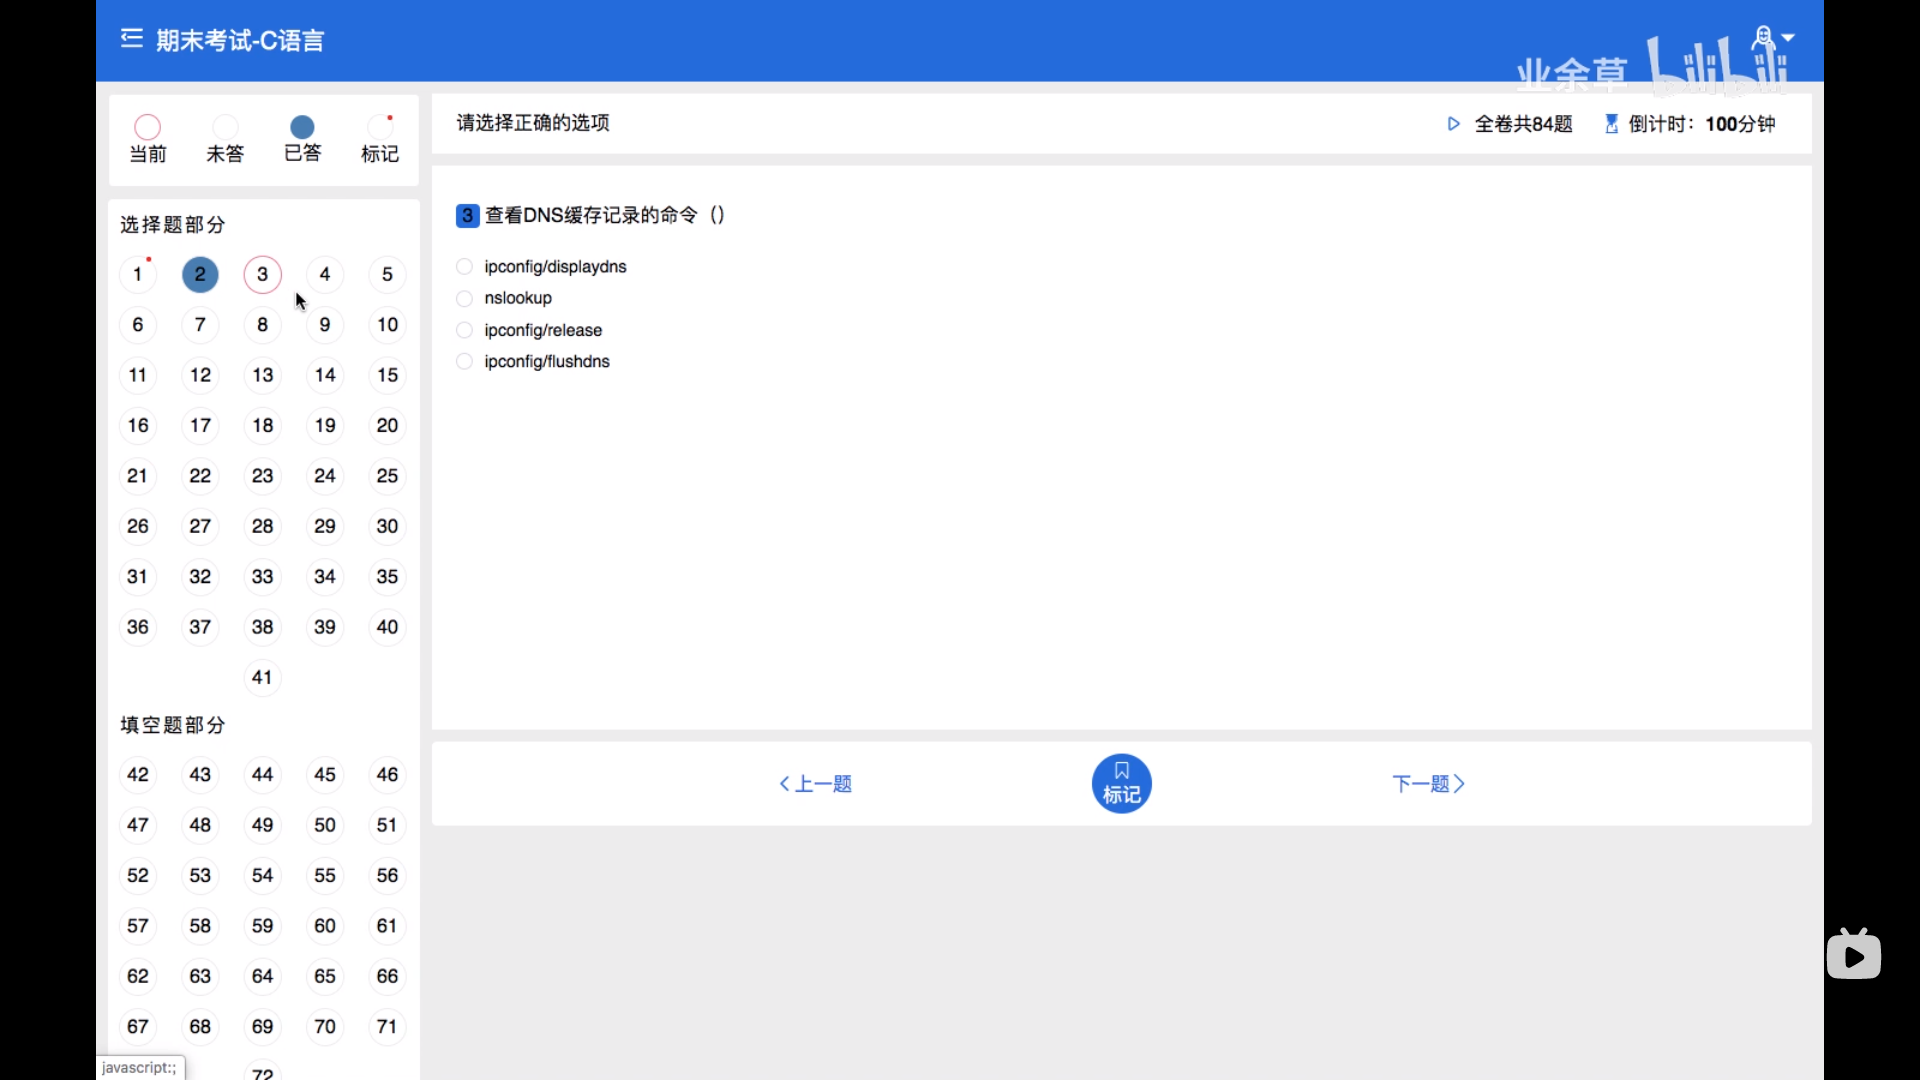 期末考试-C语言
业余草 bilibili
当前 未答 已答 标记
请选择正确的选项
全卷共84题 倒计时：100分钟
选择题部分
1 2 3 4 5
6 7 8 9 10
11 12 13 14 15
16 17 18 19 20
21 22 23 24 25
26 27 28 29 30
31 32 33 34 35
36 37 38 39 40
41
填空题部分
42 43 44 45 46
47 48 49 50 51
52 53 54 55 56
57 58 59 60 61
62 63 64 65 66
67 68 69 70 71
72
3 查看DNS缓存记录的命令（）
ipconfig/displaydns
nslookup
ipconfig/release
ipconfig/flushdns
上一题
标记
下一题
javascript:;